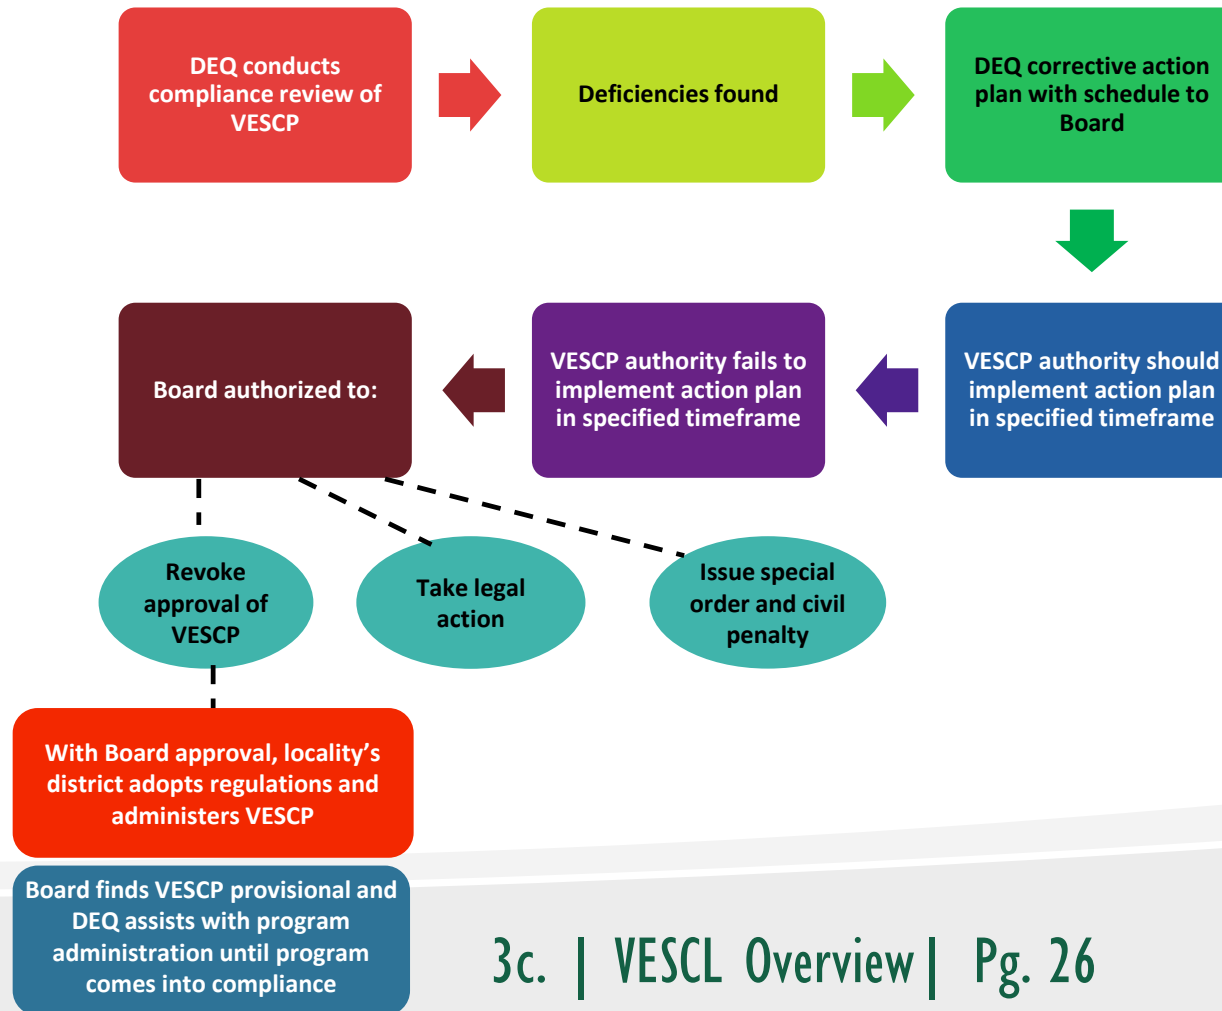 DEQ conducts
compliance review of
VESCP
Deficiencies found
DEQ corrective action
plan with schedule to
Board
VESCP authority should
implement action plan
in specified timeframe
VESCP authority fails to
implement action plan
in specified timeframe
Board authorized to:
Revoke
approval of
VESCP
Take legal
action
Issue special
order and civil
penalty
With Board approval, locality’s
district adopts regulations and
administers VESCP
Board finds VESCP provisional and
DEQ assists with program
administration until program
comes into compliance
3c. | VESCL Overview | Pg. 26